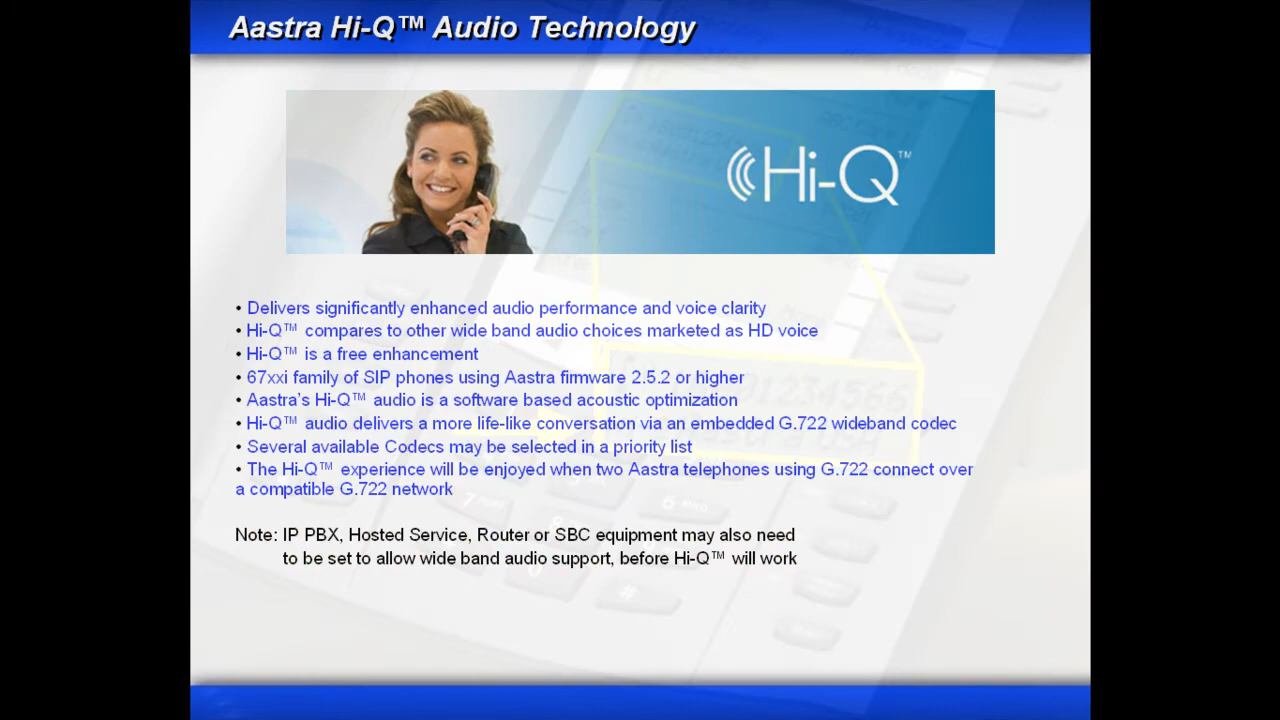 Aastra Hi-Q™ Audio Technology
Hi-Q™
• Delivers significantly enhanced audio performance and voice clarity
• Hi-Q™ compares to other wide band audio choices marketed as HD voice
• Hi-Q™ is a free enhancement
• 67xxi family of SIP phones using Aastra firmware 2.5.2 or higher
• Aastra's Hi-Q™ audio is a software based acoustic optimization
• Hi-Q™ audio delivers a more life-like conversation via an embedded G.722 wideband codec
• Several available Codecs may be selected in a priority list
• The Hi-Q™ experience will be enjoyed when two Aastra telephones using G.722 connect over
a compatible G.722 network
Note: IP PBX, Hosted Service, Router or SBC equipment may also need
to be set to allow wide band audio support, before Hi-Q™ will work